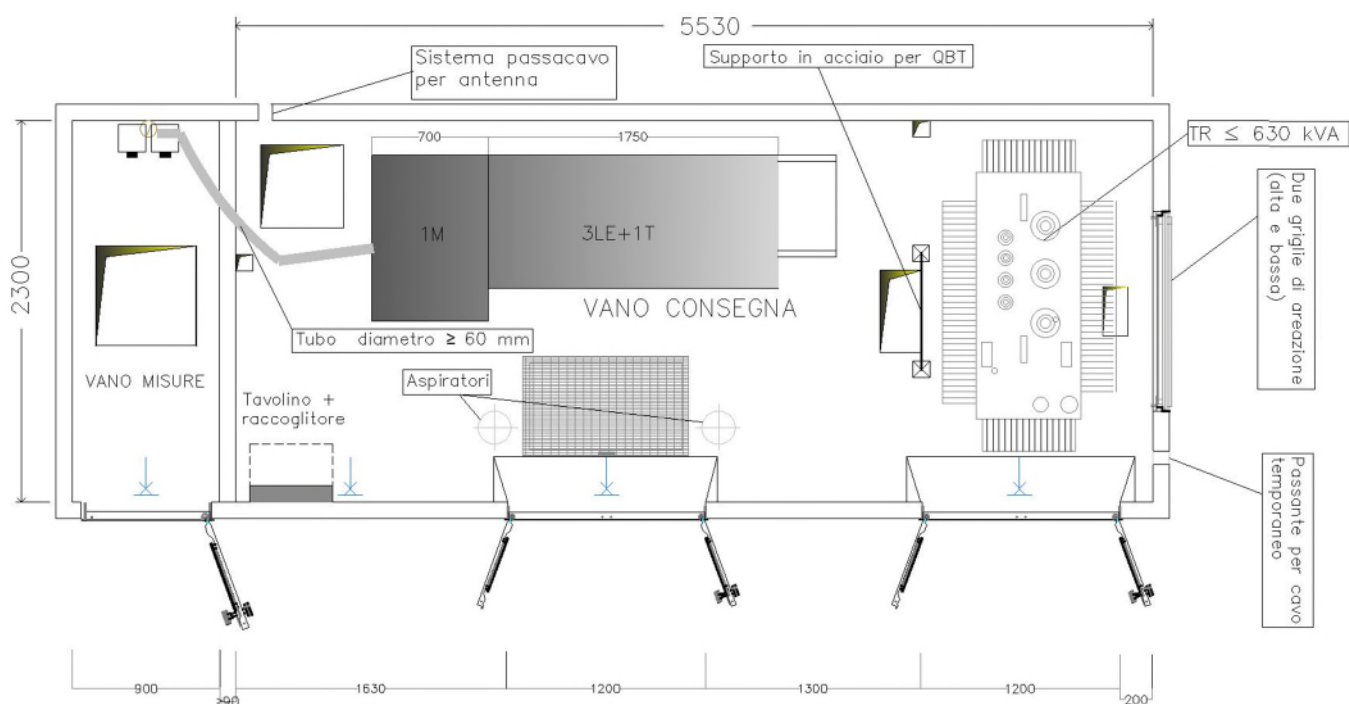 5530
Sistema passacavo
per antenna
Supporto in acciaio per QBT
700
1750
TR ≤ 630 kVA
Due griglie di areazione
(alta e bassa)
1M
3LE+1T
2300
VANO CONSEGNA
Tubo diametro ≥ 60 mm
VANO MISURE
Aspiratori
Tavolino +
raccoglitore
Passante per cavo
temporaneo
900
1630
1200
1300
1200
200